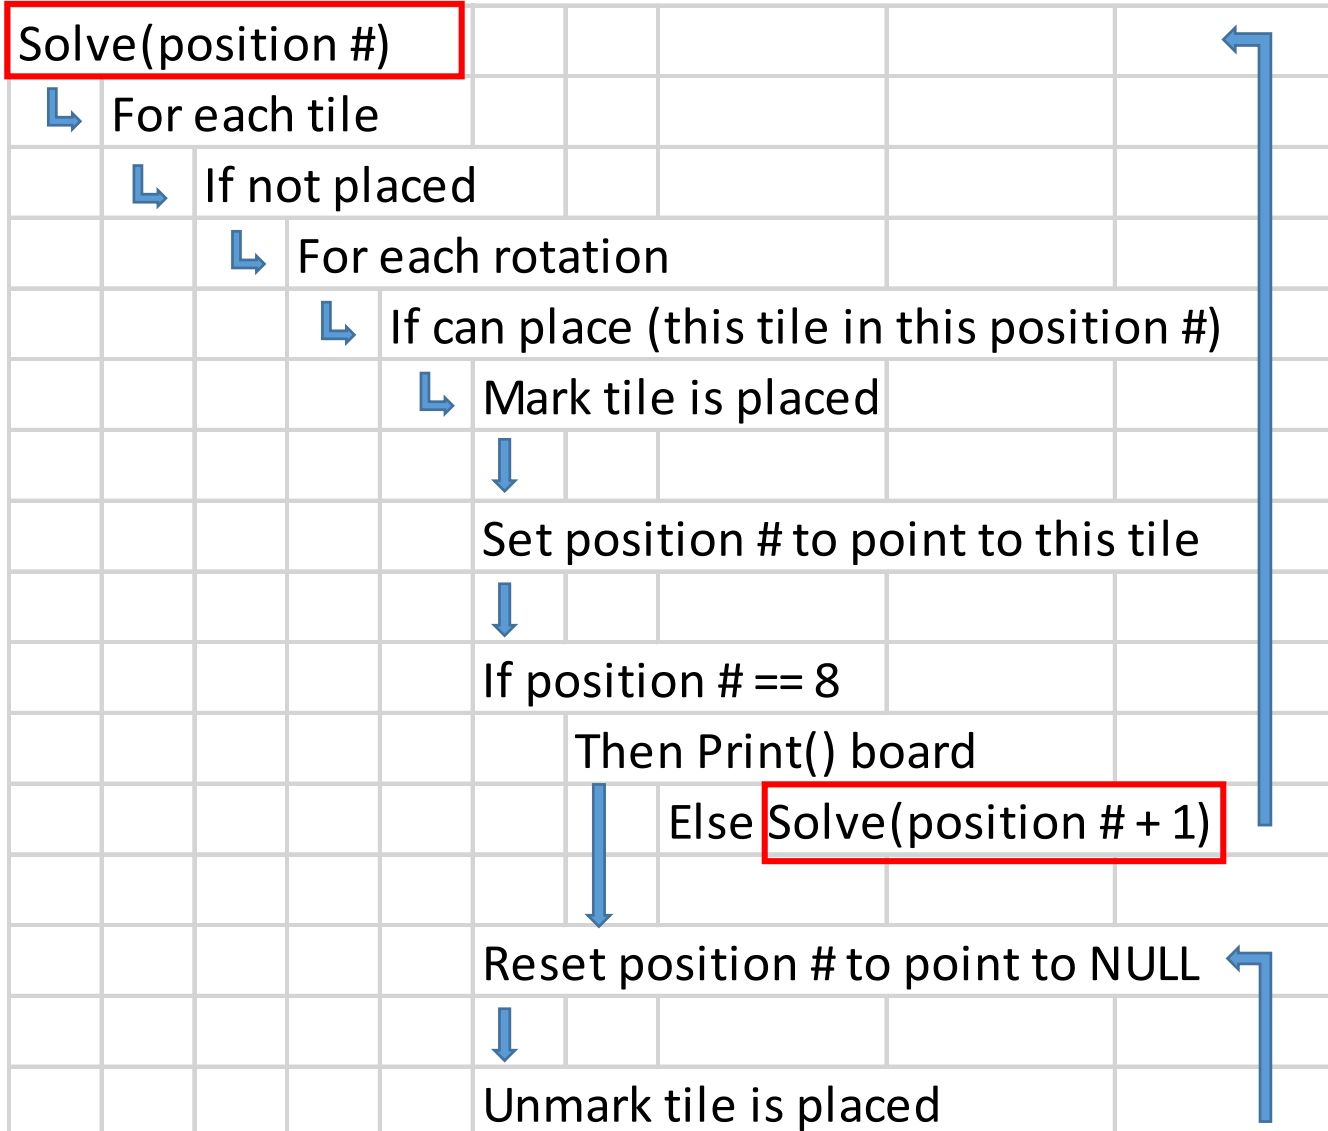 Solve(position #)
For each tile
If not placed
For each rotation
If can place (this tile in this position #)
Mark tile is placed
Set position # to point to this tile
If position # == 8
Then Print() board
Else Solve(position # + 1)
Reset position # to point to NULL
Unmark tile is placed